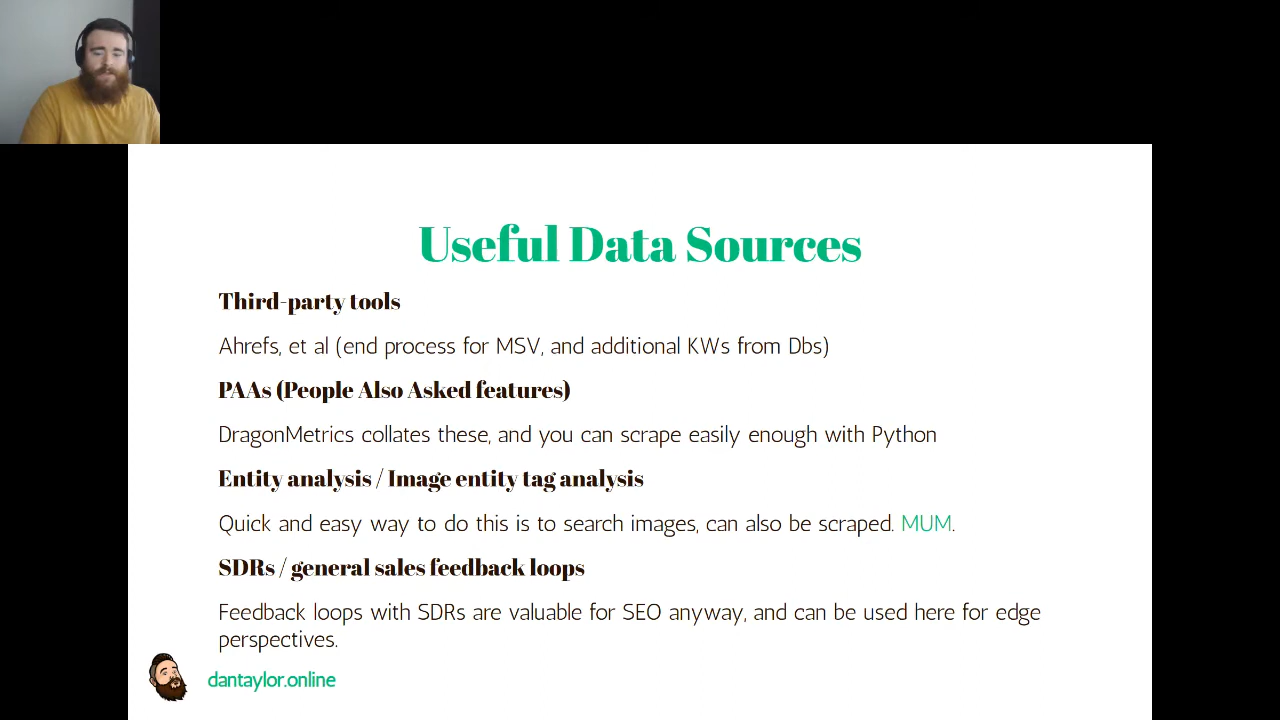 Useful Data Sources
Third-party tools
Ahrefs, et al (end process for MSV, and additional KWs from Dbs)
PAAs (People Also Asked features)
DragonMetrics collates these, and you can scrape easily enough with Python
Entity analysis / Image entity tag analysis
Quick and easy way to do this is to search images, can also be scraped. MUM.
SDRs / general sales feedback loops
Feedback loops with SDRs are valuable for SEO anyway, and can be used here for edge
perspectives.
dantaylor.online